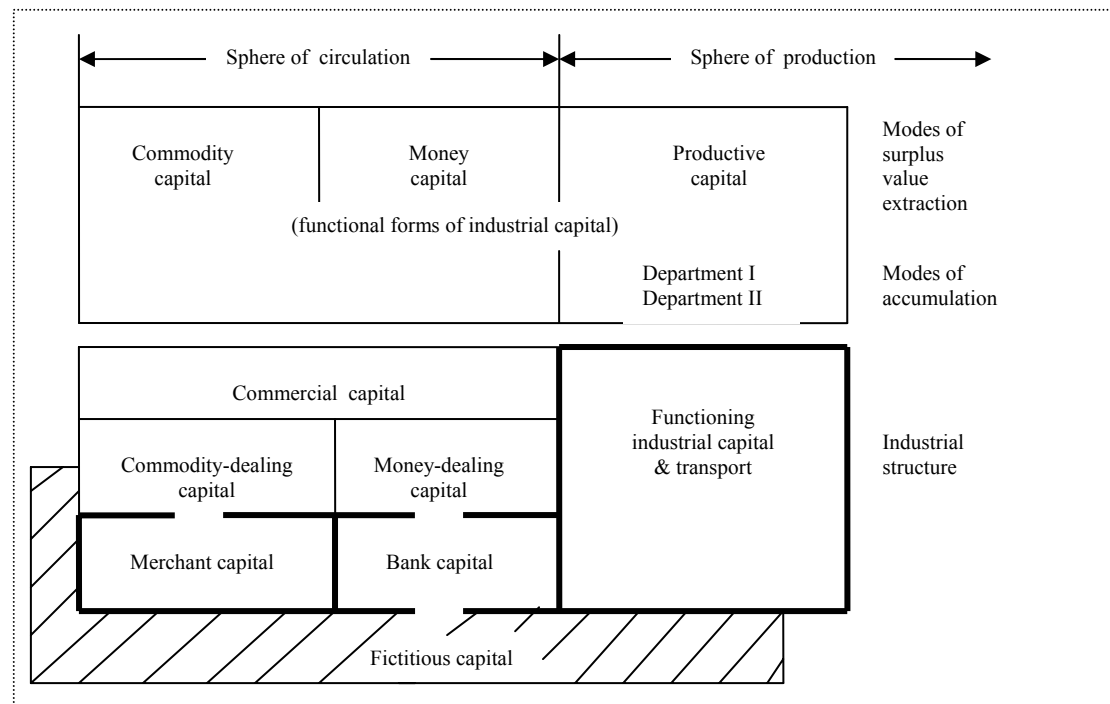 Sphere of circulation
Sphere of production
Commodity
capital
Money
capital
Productive
capital
Modes of
surplus
value
extraction
(functional forms of industrial capital)
Department I
Department II
Modes of
accumulation
Commercial capital
Functioning
industrial capital
& transport
Industrial
structure
Commodity-dealing
capital
Money-dealing
capital
Merchant capital
Bank capital
Fictitious capital